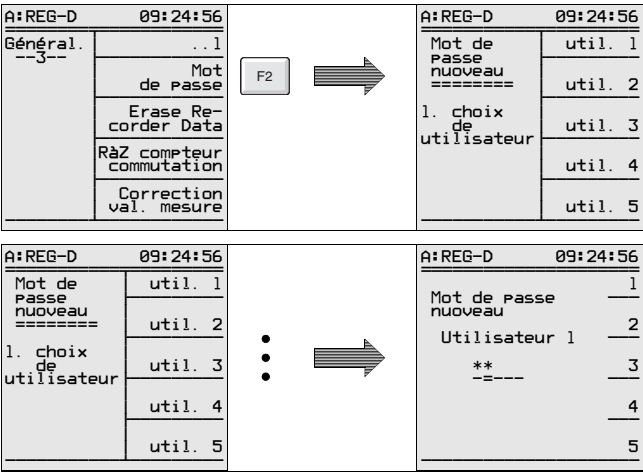 A:REG-D 09:24:56
Général.
--3--
..1
Mot
de passe
Erase Re-
corder Data
RàZ compteur
commutation
Correction
val. mesure
F2
A:REG-D 09:24:56
Mot de
passe
nuoveau
========
1. choix
de
utilisateur
util. 1
util. 2
util. 3
util. 4
util. 5
A:REG-D 09:24:56
Mot de
passe
nuoveau
========
1. choix
de
utilisateur
util. 1
util. 2
util. 3
util. 4
util. 5
A:REG-D 09:24:56
Mot de passe
nuoveau
Utilisateur 1
**
-=---
1
2
3
4
5